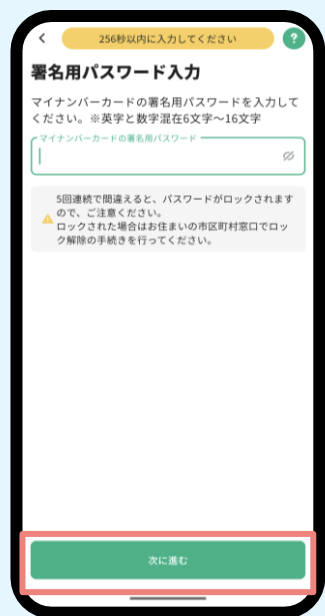 256秒以内に入力してください
?
署名用パスワード入力
マイナンバーカードの署名用パスワードを入力して
ください。※英字と数字混在6文字～16文字
マイナンバーカードの署名用パスワード
5回連続で間違えると、パスワードがロックされます
ので、ご注意ください。
ロックされた場合はお住まいの市区町村窓口でロッ
ク解除の手続きを行ってください。
次に進む